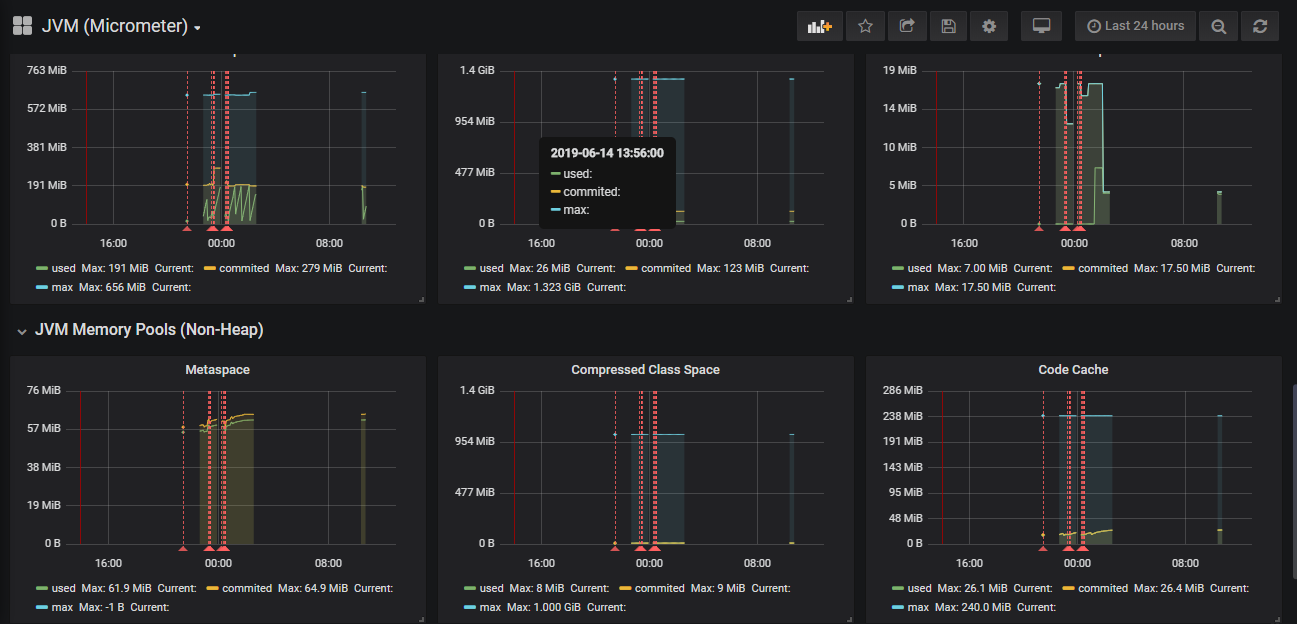 JVM (Micrometer)
Last 24 hours
763 MiB
572 MiB
381 MiB
191 MiB
0 B
16:00 00:00 08:00
used Max: 191 MiB Current: commited Max: 279 MiB Current:
max Max: 656 MiB Current:
1.4 GiB
954 MiB
477 MiB
0 B
2019-06-14 13:56:00
used:
commited:
max:
16:00 00:00 08:00
used Max: 26 MiB Current: commited Max: 123 MiB Current:
max Max: 1.323 GiB Current:
19 MiB
14 MiB
10 MiB
5 MiB
0 B
16:00 00:00 08:00
used Max: 7.00 MiB Current: commited Max: 17.50 MiB Current:
max Max: 17.50 MiB Current:
JVM Memory Pools (Non-Heap)
Metaspace
76 MiB
57 MiB
38 MiB
19 MiB
0 B
16:00 00:00 08:00
used Max: 61.9 MiB Current: commited Max: 64.9 MiB Current:
max Max: -1 B Current:
Compressed Class Space
1.4 GiB
954 MiB
477 MiB
0 B
16:00 00:00 08:00
used Max: 8 MiB Current: commited Max: 9 MiB Current:
max Max: 1.000 GiB Current:
Code Cache
286 MiB
238 MiB
191 MiB
143 MiB
95 MiB
48 MiB
0 B
16:00 00:00 08:00
used Max: 26.1 MiB Current: commited Max: 26.4 MiB Current:
max Max: 240.0 MiB Current: